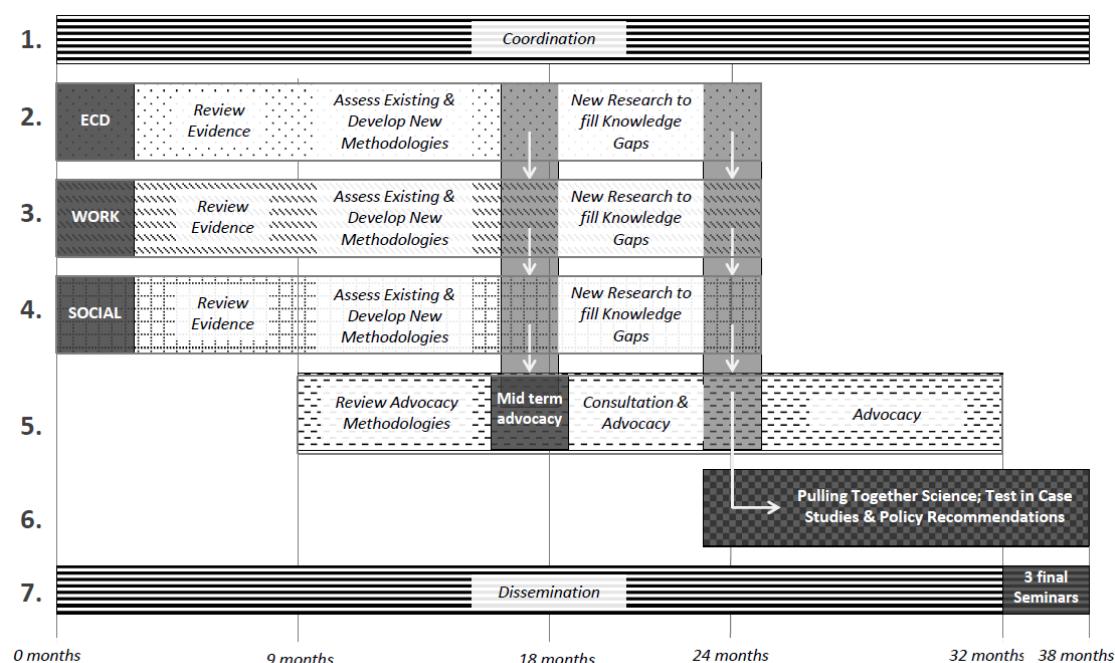 1.
Coordination
2.
ECD
Review
Evidence
Assess Existing &
Develop New
Methodologies
New Research to
fill Knowledge
Gaps
3.
WORK
Review
Evidence
Assess Existing &
Develop New
Methodologies
New Research to
fill Knowledge
Gaps
4.
SOCIAL
Review
Evidence
Assess Existing &
Develop New
Methodologies
New Research to
fill Knowledge
Gaps
5.
Review Advocacy
Methodologies
Mid term
advocacy
Consultation &
Advocacy
Advocacy
6.
Pulling Together Science; Test in Case
Studies & Policy Recommendations
7.
Dissemination
3 final
Seminars
0 months
9 months
18 months
24 months
32 months
38 months